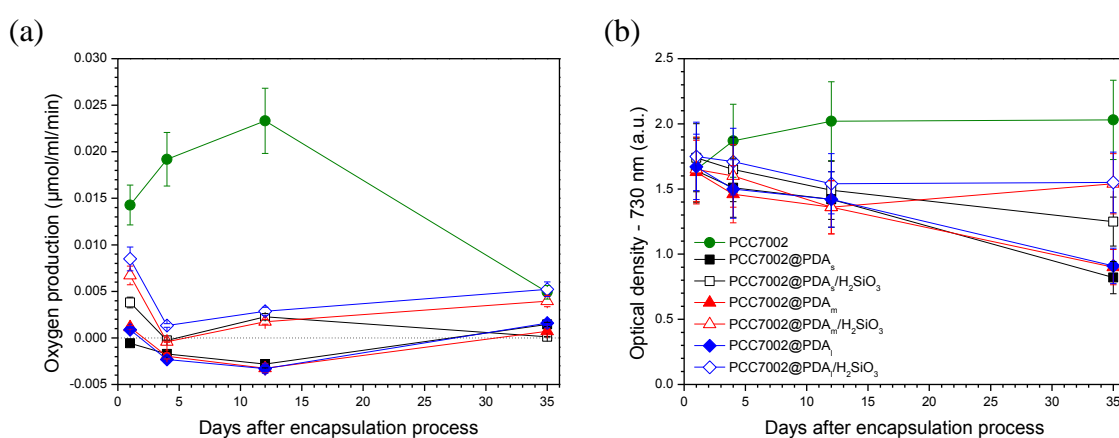 (a)
(b)
0.030
0.025
0.020
0.015
0.010
0.005
0.000
-0.005
Oxygen production (µmol/ml/min)
0 5 10 15 20 25 30 35
Days after encapsulation process
2.5
2.0
1.5
1.0
0.5
0.0
Optical density - 730 nm (a.u.)
PCC7002
PCC7002@PDAs
PCC7002@PDAs/H2SiO3
PCC7002@PDAm
PCC7002@PDAm/H2SiO3
PCC7002@PDAl
PCC7002@PDAl/H2SiO3
0 5 10 15 20 25 30 35
Days after encapsulation process